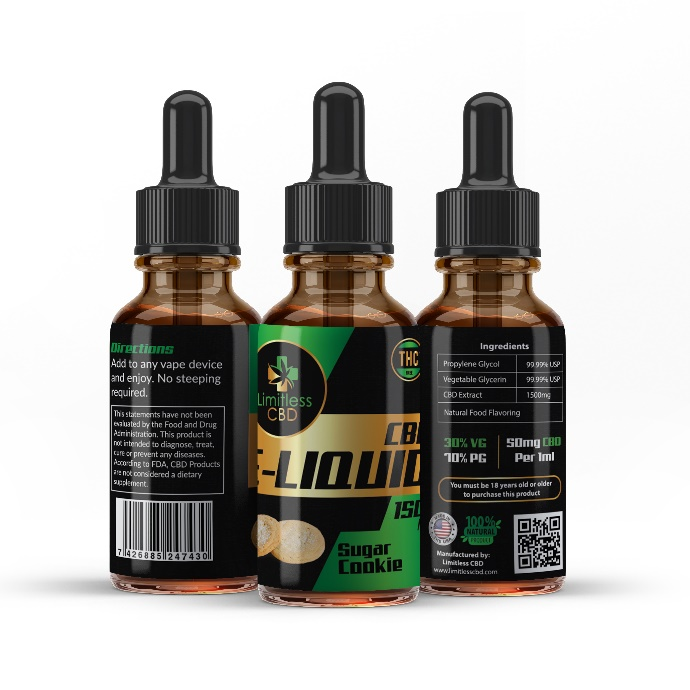 Directions
Add to any vape device
and enjoy. No steeping
required.
This statements have not been
evaluated by the Food and Drug
Administration. This product is
not intended to diagnose, treat,
cure or prevent any diseases.
According to FDA, CBD Products
are not considered a dietary
supplement.
7 426885 247430
Limitless
CBD
THC
CB
E-LIQUID
150
Sugar
Cookie
Ingredients
Propylene Glycol 99.99% USP
Vegetable Glycerin 99.99% USP
CBD Extract 1500mg
Natural Food Flavoring
30% VG
70% PG
50mg CBD
Per 1ml
You must be 18 years old or older
to purchase this product
100%
NATURAL
PRODUCT
Manufactured by:
Limitless CBD
www.limitlesscbd.com